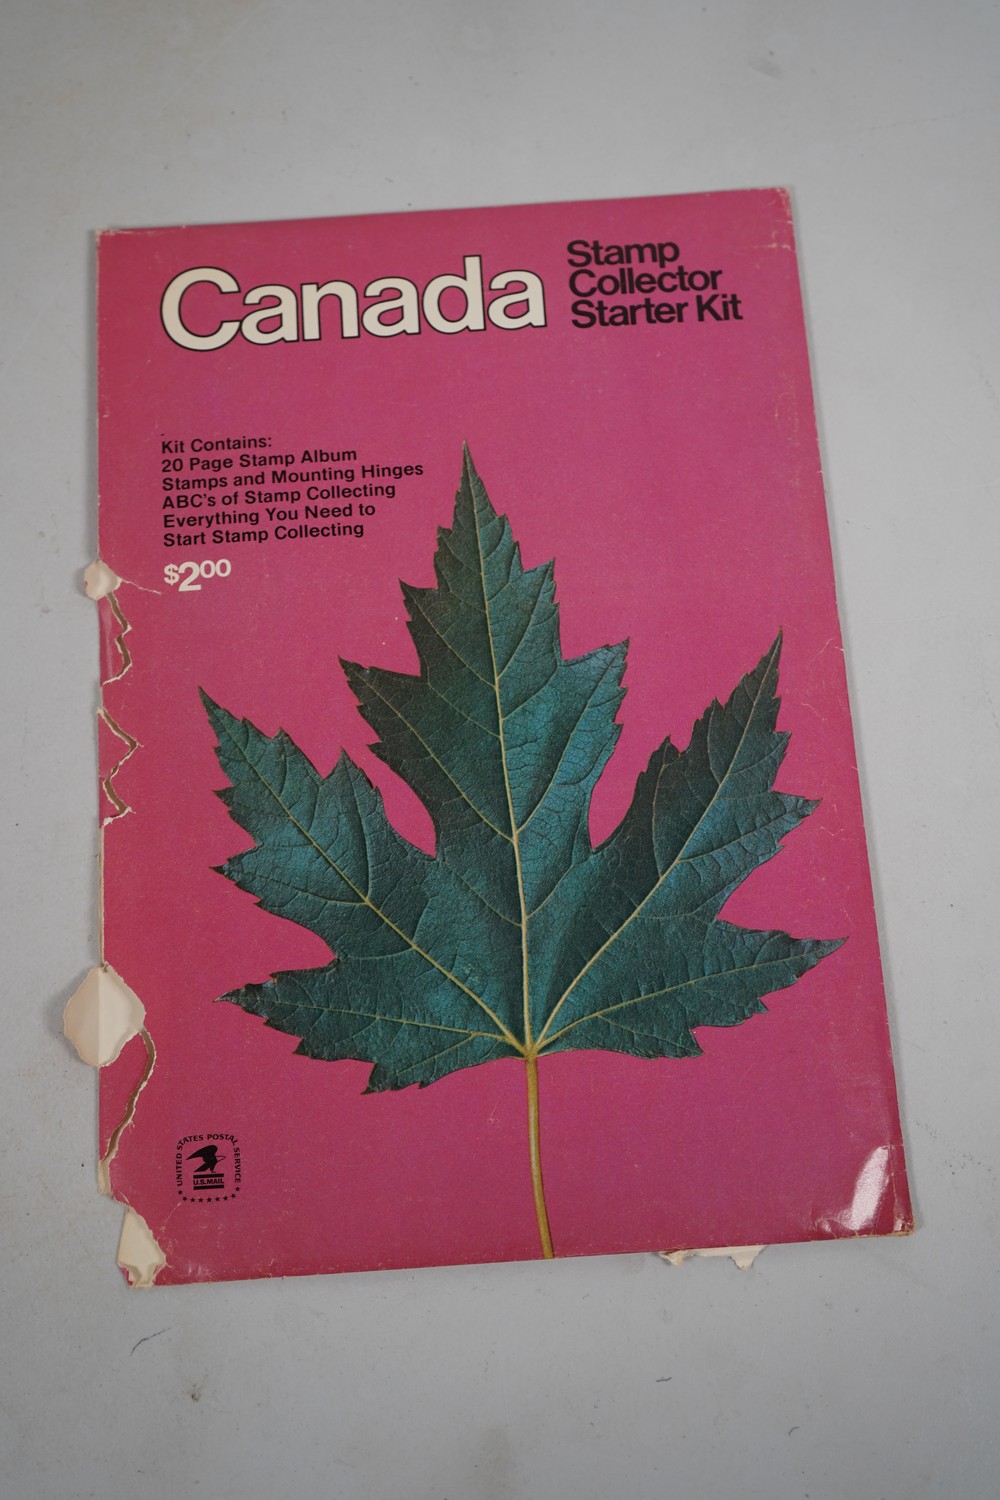 Canada
Stamp
Collector
Starter Kit
Kit Contains:
20 Page Stamp Album
Stamps and Mounting Hinges
ABC's of Stamp Collecting
Everything You Need to
Start Stamp Collecting
$2.00
UNITED STATES POSTAL SERVICE
U.S.MAIL